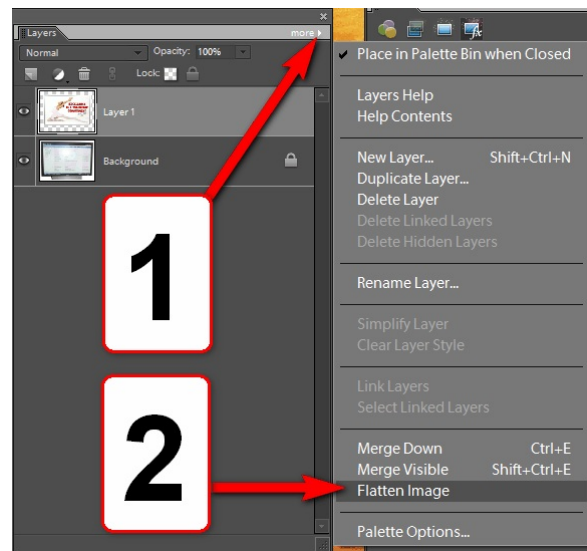 Layers
more
Normal
Opacity: 100%
Lock:
Layer 1
Background
1
2
Place in Palette Bin when Closed
Layers Help
Help Contents
New Layer... Shift+Ctrl+N
Duplicate Layer...
Delete Layer
Delete Linked Layers
Delete Hidden Layers
Rename Layer...
Simplify Layer
Clear Layer Style
Link Layers
Select Linked Layers
Merge Down Ctrl+E
Merge Visible Shift+Ctrl+E
Flatten Image
Palette Options...